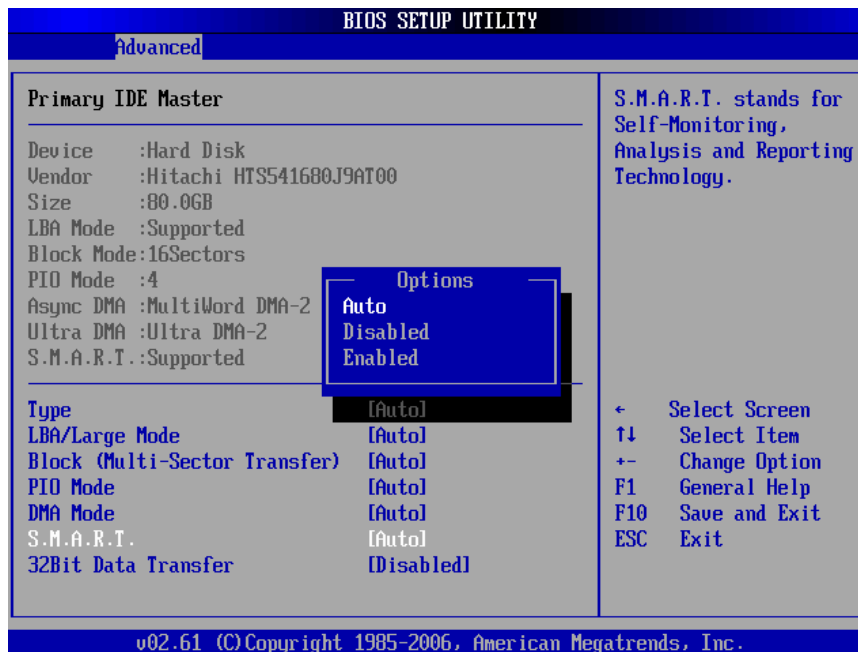 BIOS SETUP UTILITY
Advanced
Primary IDE Master
Device :Hard Disk
Vendor :Hitachi HTS541680J9AT00
Size :80.0GB
LBA Mode :Supported
Block Mode:16Sectors
PIO Mode :4
Async DMA :MultiWord DMA-2
Ultra DMA :Ultra DMA-2
S.M.A.R.T.:Supported
Options
Auto
Disabled
Enabled
Type [Auto]
LBA/Large Mode [Auto]
Block (Multi-Sector Transfer) [Auto]
PIO Mode [Auto]
DMA Mode [Auto]
S.M.A.R.T. [Auto]
32Bit Data Transfer [Disabled]
S.M.A.R.T. stands for
Self-Monitoring,
Analysis and Reporting
Technology.
← Select Screen
↑↓ Select Item
+- Change Option
F1 General Help
F10 Save and Exit
ESC Exit
v02.61 (C)Copyright 1985-2006, American Megatrends, Inc.